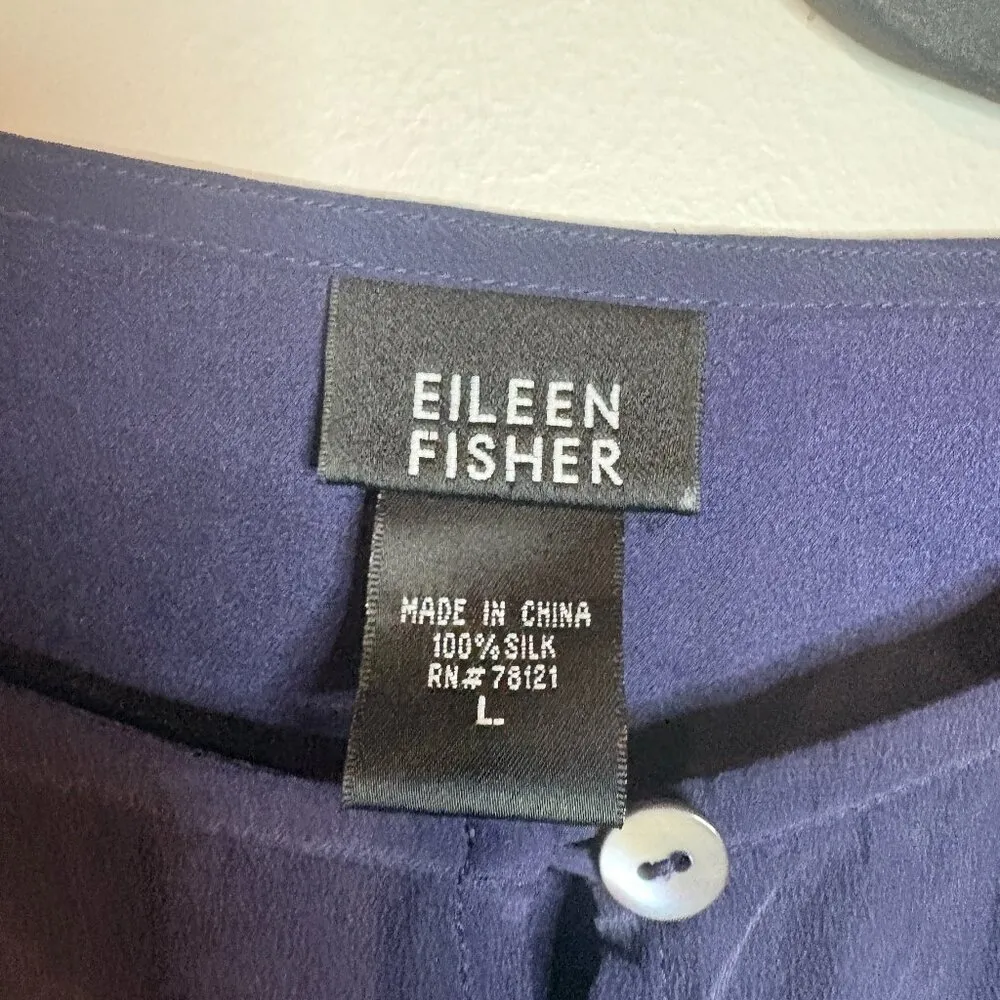 EILEEN
FISHER
MADE IN CHINA
100% SILK
RN# 78121
L